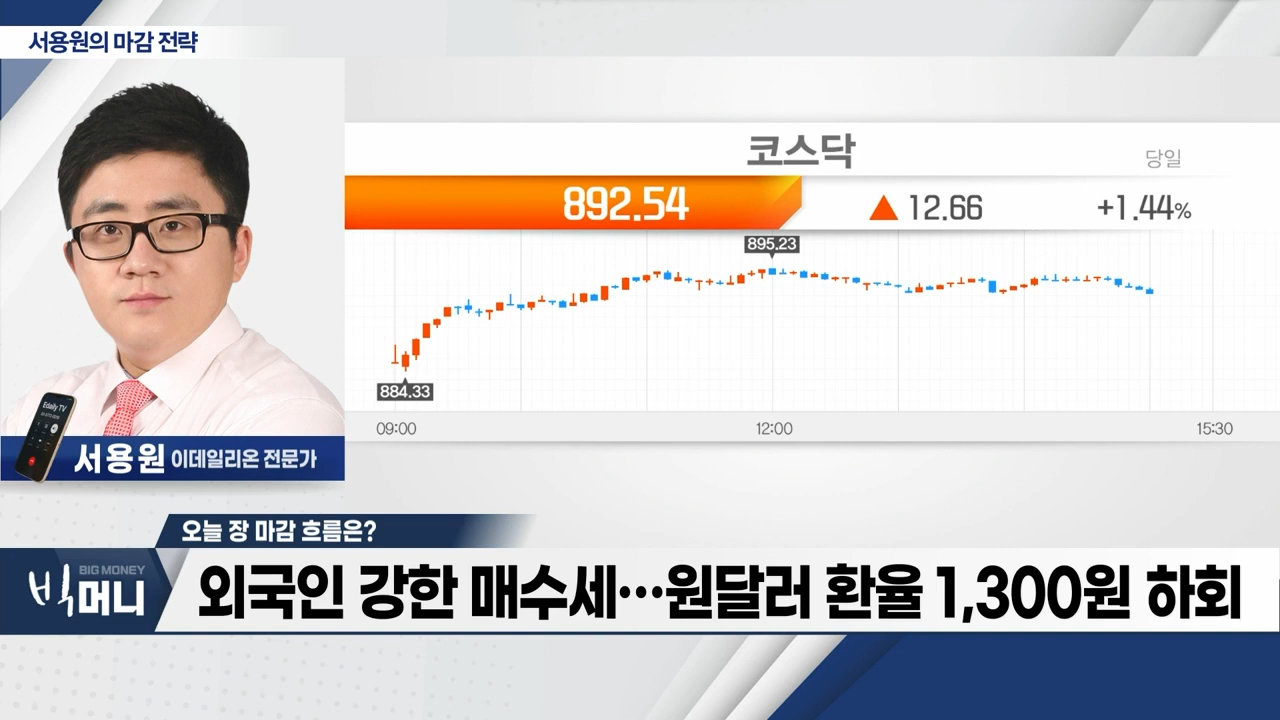 서용원의 마감 전략
코스닥
당일
892.54
▲ 12.66
+1.44%
895.23
884.33
09:00
12:00
15:30
Edaily TV
서용원 이데일리온 전문가
오늘 장 마감 흐름은?
BIG MONEY
빅머니
외국인 강한 매수세…원달러 환율 1,300원 하회